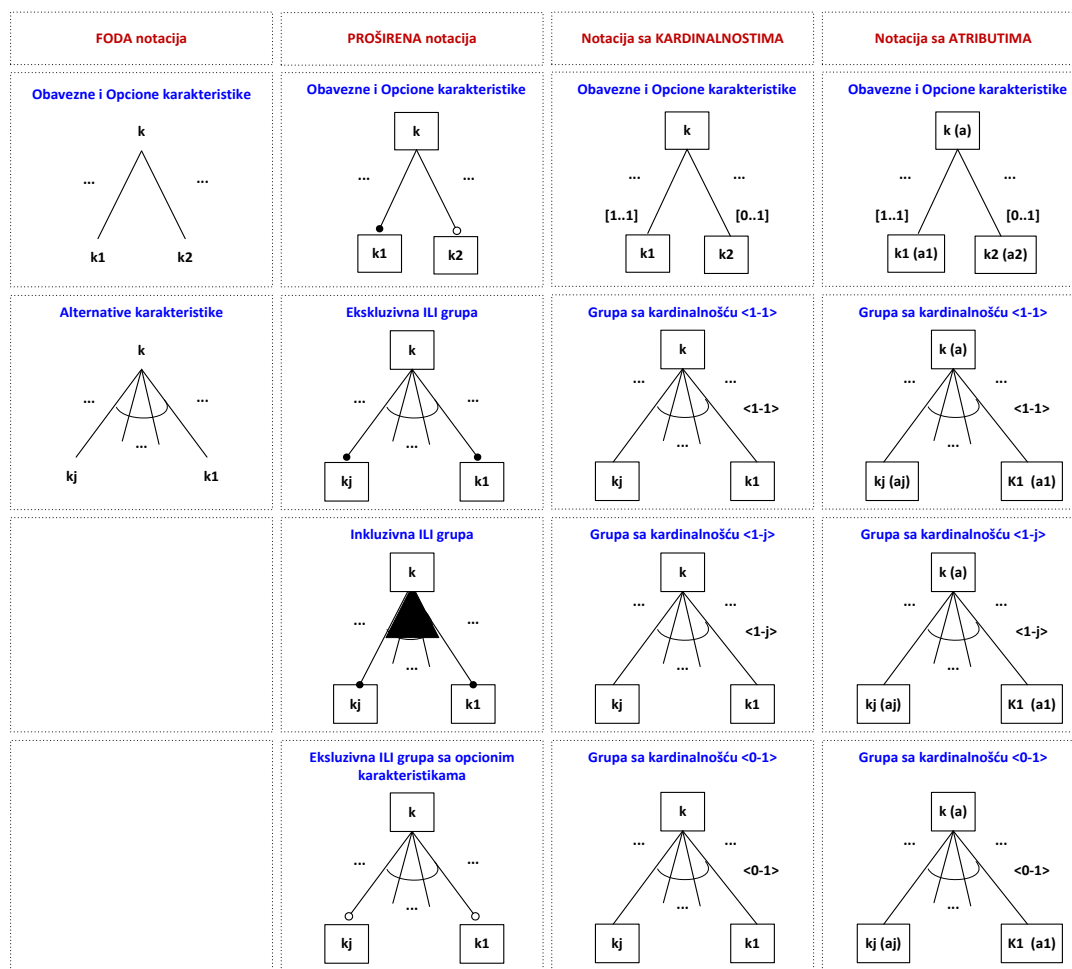 FODA notacija
PROŠIRENA notacija
Notacija sa KARDINALNOSTIMA
Notacija sa ATRIBUTIMA
Obavezne i Opcione karakteristike
k
... ...
k1 k2
Obavezne i Opcione karakteristike
k
... ...
k1 k2
Obavezne i Opcione karakteristike
k
... ...
[1..1] [0..1]
k1 k2
Obavezne i Opcione karakteristike
k (a)
... ...
[1..1] [0..1]
k1 (a1) k2 (a2)
Alternative karakteristike
k
... ...
...
kj k1
Ekskluzivna ILI grupa
k
... ...
...
kj k1
Grupa sa kardinalnošću <1-1>
k
... ...
<1-1>
...
kj k1
Grupa sa kardinalnošću <1-1>
k (a)
... ...
<1-1>
...
kj (aj) K1 (a1)
Inkluzivna ILI grupa
k
... ...
...
kj k1
Grupa sa kardinalnošću <1-j>
k
... ...
<1-j>
...
kj k1
Grupa sa kardinalnošću <1-j>
k (a)
... ...
<1-j>
...
kj (aj) K1 (a1)
Eksluzivna ILI grupa sa opcionim
karakteristikama
k
... ...
...
kj k1
Grupa sa kardinalnošću <0-1>
k
... ...
<0-1>
...
kj k1
Grupa sa kardinalnošću <0-1>
k (a)
... ...
<0-1>
...
kj (aj) K1 (a1)